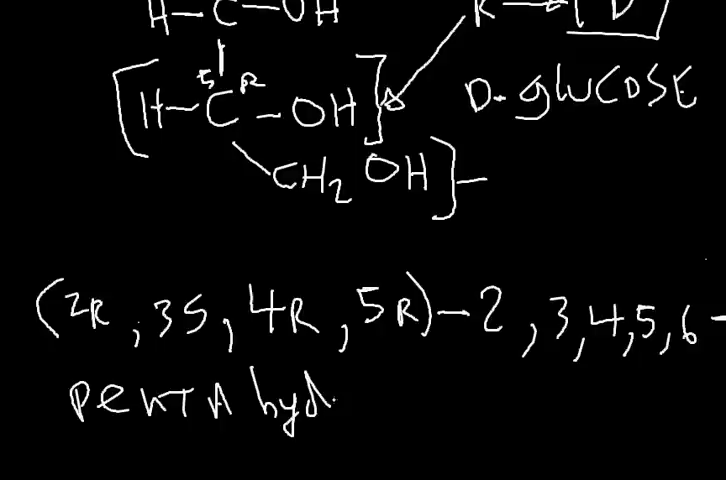 H-C-OH R → D
5 R
[H-C-OH] D-glUCOSE
CH2OH]-
(2R,3S,4R,5R)-2,3,4,5,6-
PENTA hyd